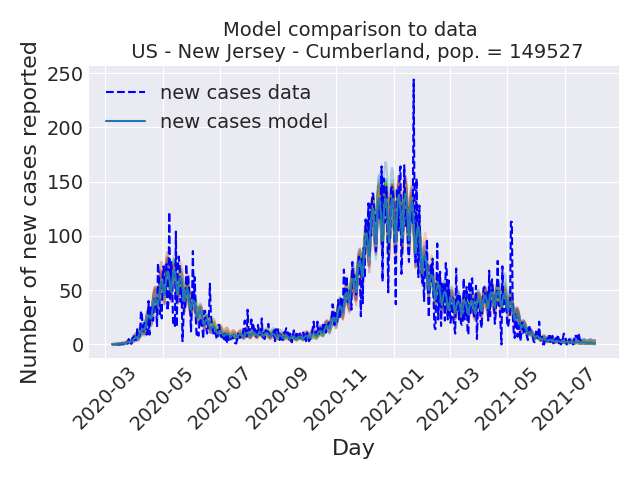 Model comparison to data
US - New Jersey - Cumberland, pop. = 149527
Number of new cases reported
250
200
150
100
50
0
new cases data
new cases model
2020-03
2020-05
2020-07
2020-09
2020-11
2021-01
2021-03
2021-05
2021-07
Day